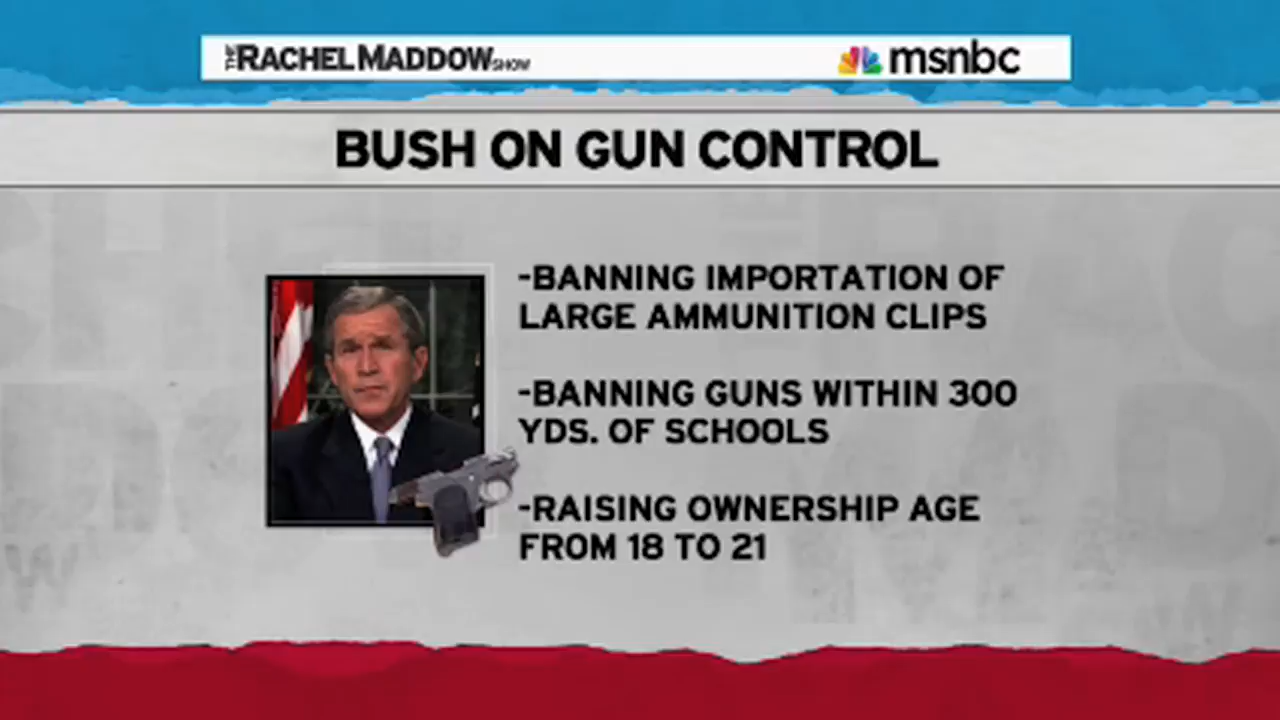 THE RACHEL MADDOW SHOW
msnbc
BUSH ON GUN CONTROL
-BANNING IMPORTATION OF
LARGE AMMUNITION CLIPS
-BANNING GUNS WITHIN 300
YDS. OF SCHOOLS
-RAISING OWNERSHIP AGE
FROM 18 TO 21